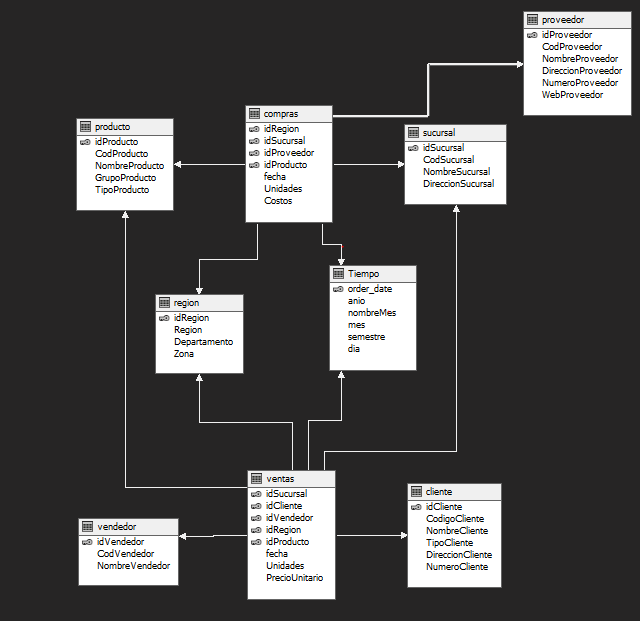 proveedor
idProveedor
CodProveedor
NombreProveedor
DireccionProveedor
NumeroProveedor
WebProveedor
compras
idRegion
idSucursal
idProveedor
idProducto
fecha
Unidades
Costos
producto
idProducto
CodProducto
NombreProducto
GrupoProducto
TipoProducto
sucursal
idSucursal
CodSucursal
NombreSucursal
DireccionSucursal
region
idRegion
Region
Departamento
Zona
Tiempo
order_date
anio
nombreMes
mes
semestre
dia
ventas
idSucursal
idCliente
idVendedor
idRegion
idProducto
fecha
Unidades
PrecioUnitario
cliente
idCliente
CodigoCliente
NombreCliente
TipoCliente
DireccionCliente
NumeroCliente
vendedor
idVendedor
CodVendedor
NombreVendedor